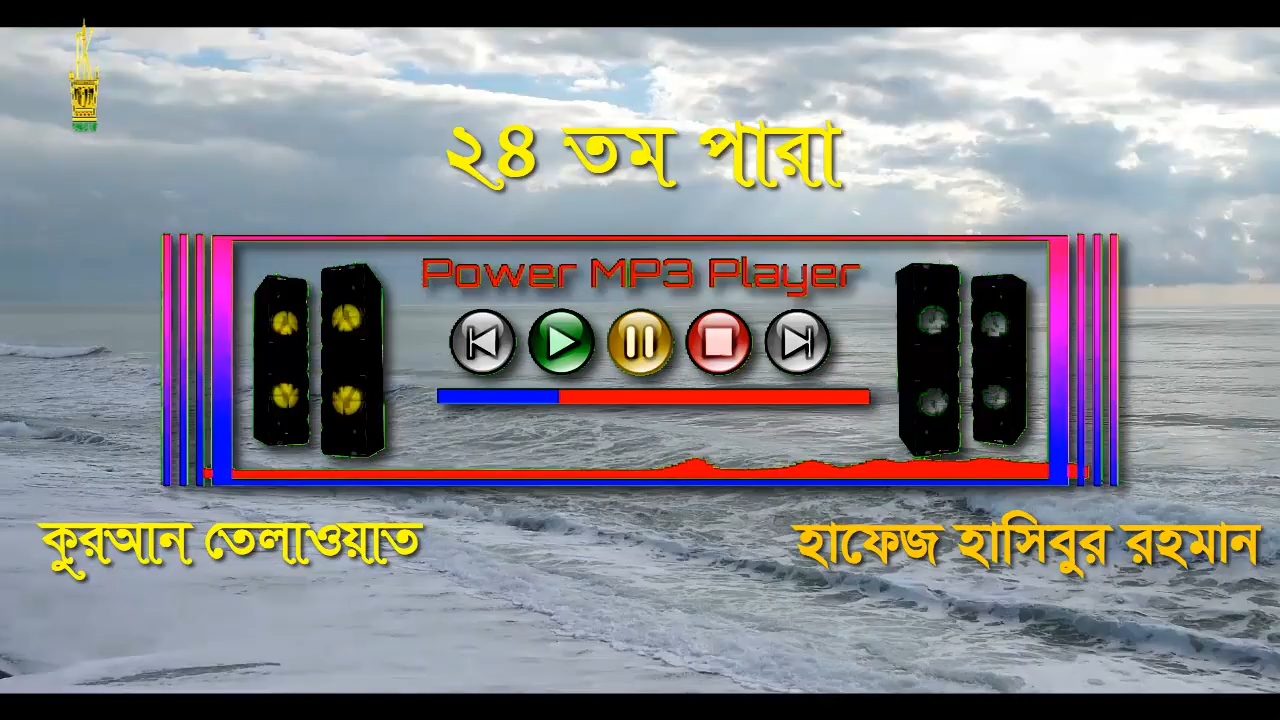 ২৪ তম পারা
Power MP3 Player
কুরআন তেলাওয়াত
হাফেজ হাসিবুর রহমান